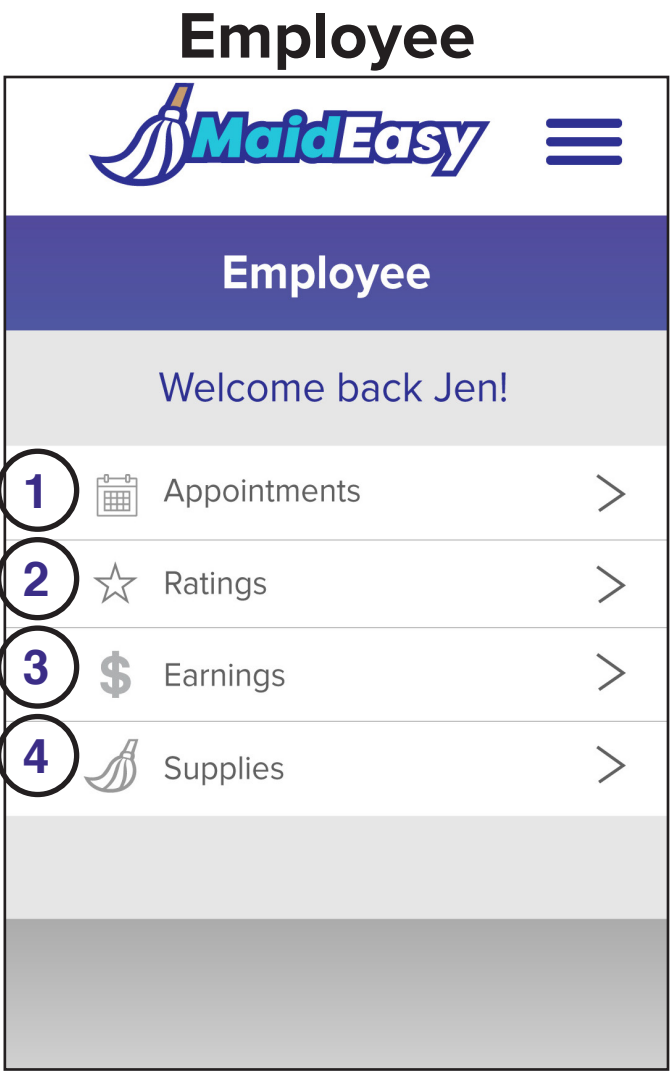 Employee
MaidEasy
Employee
Welcome back Jen!
1 Appointments
2 Ratings
3 $ Earnings
4 Supplies